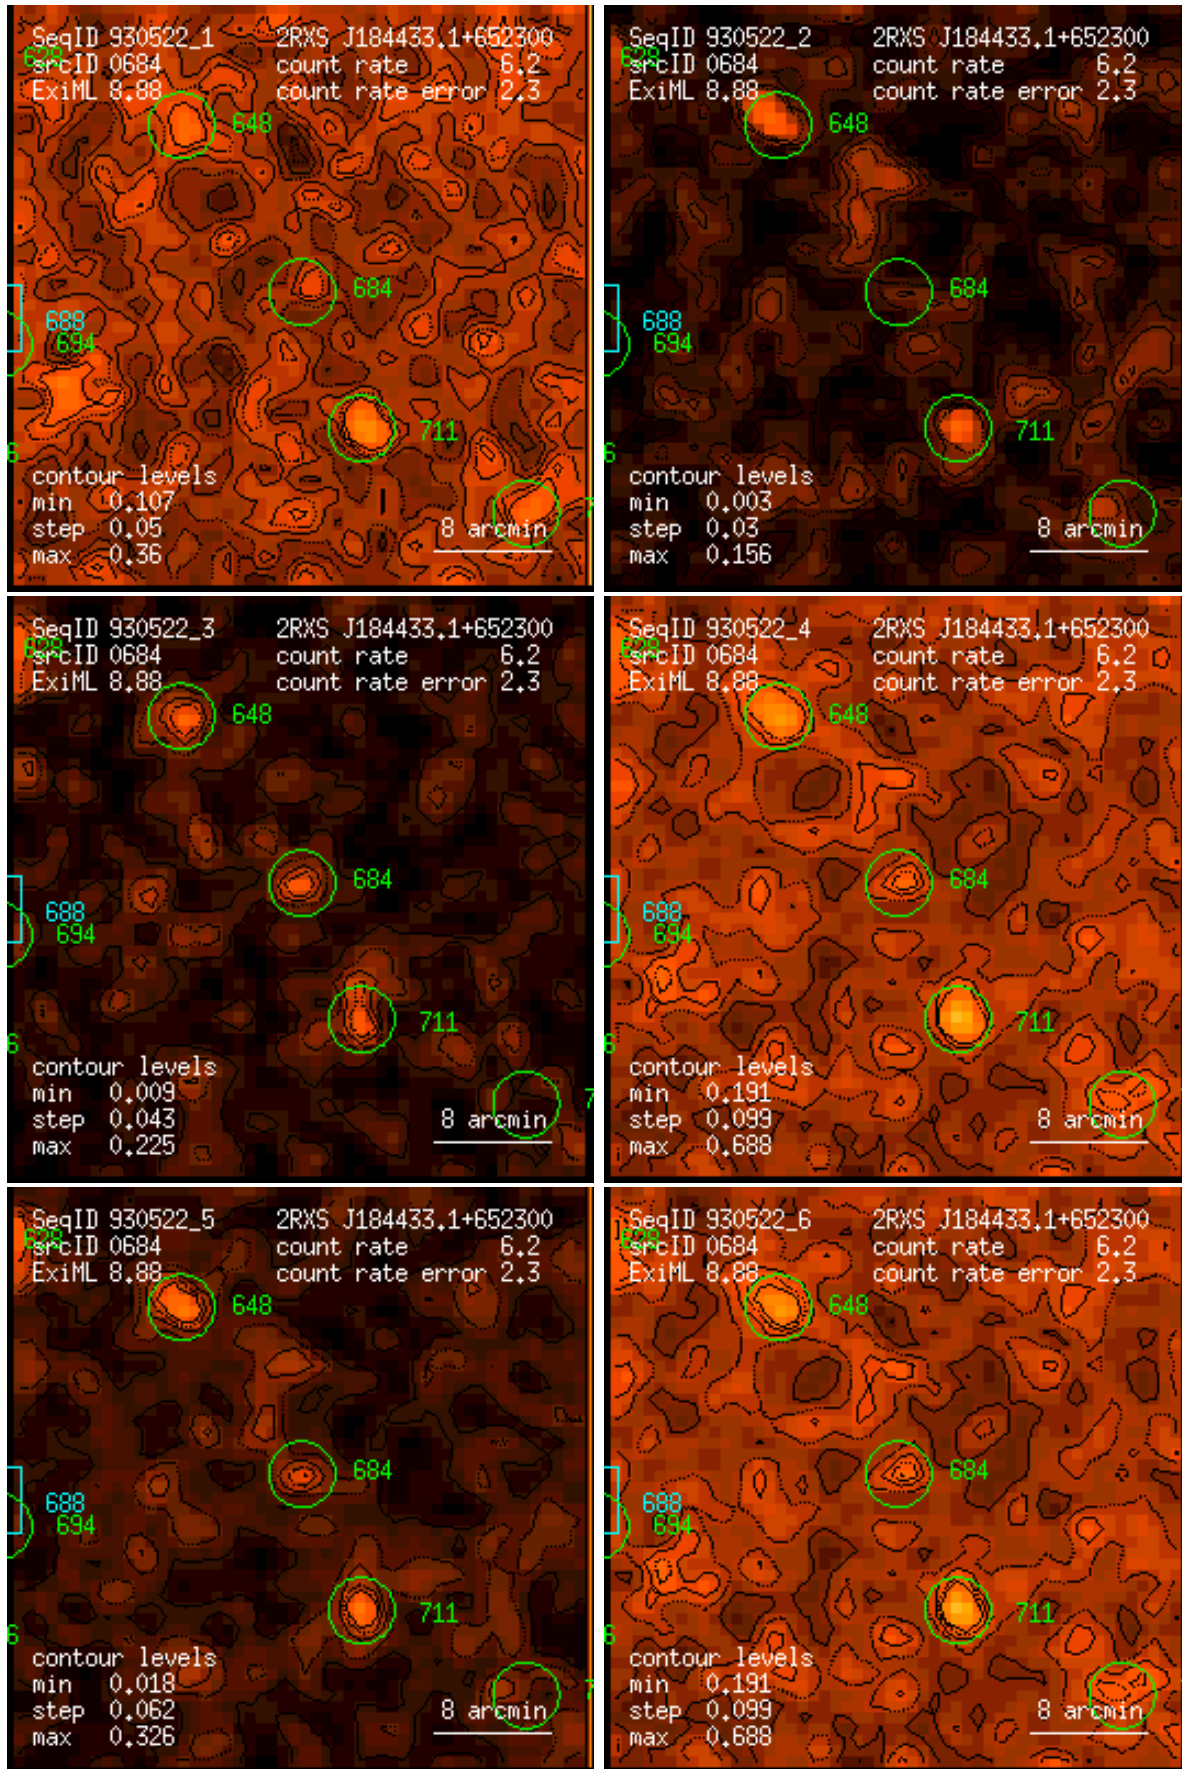 SeqID 930522_1 2RXS J184433.1+652300
628
srcID 0684 count rate 6.2
ExiML 8.88 count rate error 2.3
648
684
688
694
711
6
contour levels
min 0.107
step 0.05 8 arcmin
max 0.36
SeqID 930522_2 2RXS J184433.1+652300
628
srcID 0684 count rate 6.2
ExiML 8.88 count rate error 2.3
648
684
688
694
711
6
contour levels
min 0.003
step 0.03 8 arcmin
max 0.156
SeqID 930522_3 2RXS J184433.1+652300
628
srcID 0684 count rate 6.2
ExiML 8.88 count rate error 2.3
648
684
688
694
711
6
contour levels
min 0.009
step 0.043 8 arcmin
max 0.225
SeqID 930522_4 2RXS J184433.1+652300
628
srcID 0684 count rate 6.2
ExiML 8.88 count rate error 2.3
648
684
688
694
711
6
contour levels
min 0.191
step 0.099 8 arcmin
max 0.688
SeqID 930522_5 2RXS J184433.1+652300
628
srcID 0684 count rate 6.2
ExiML 8.88 count rate error 2.3
648
684
688
694
711
6
contour levels
min 0.018
step 0.062 8 arcmin
max 0.326
SeqID 930522_6 2RXS J184433.1+652300
628
srcID 0684 count rate 6.2
ExiML 8.88 count rate error 2.3
648
684
688
694
711
6
contour levels
min 0.191
step 0.099 8 arcmin
max 0.688